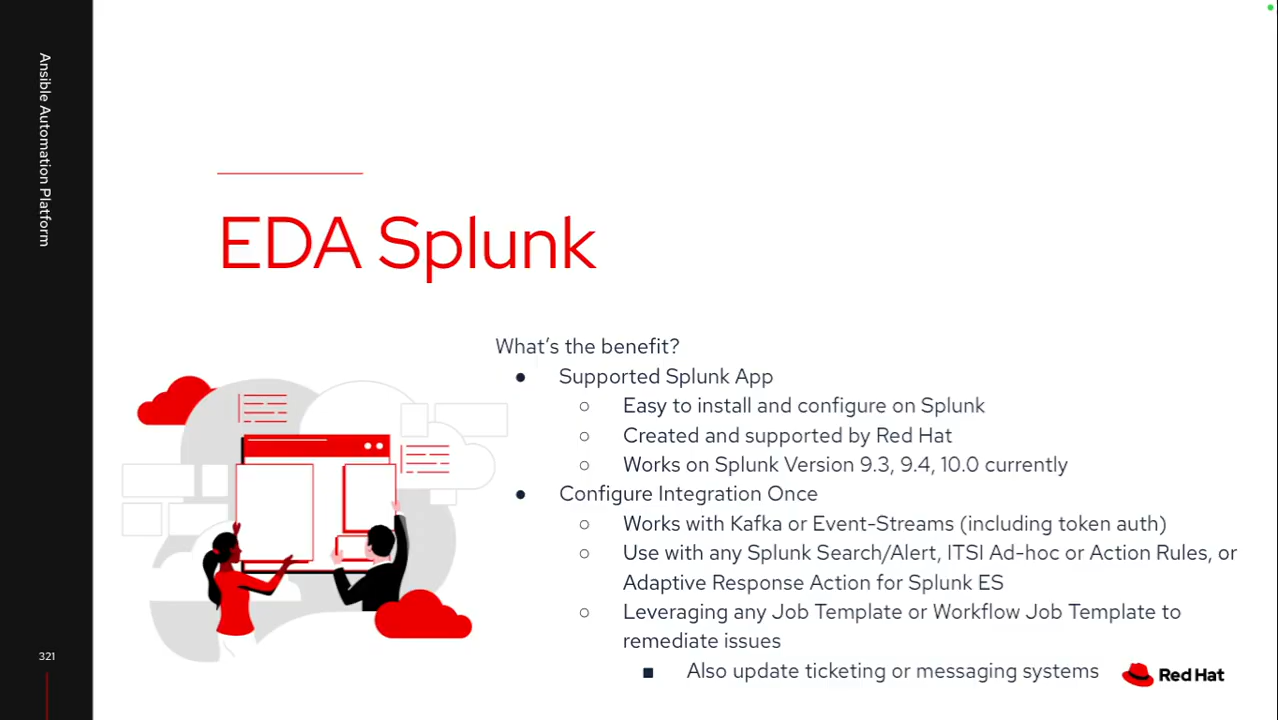 Ansible Automation Platform
EDA Splunk
What's the benefit?
● Supported Splunk App
○ Easy to install and configure on Splunk
○ Created and supported by Red Hat
○ Works on Splunk Version 9.3, 9.4, 10.0 currently
● Configure Integration Once
○ Works with Kafka or Event-Streams (including token auth)
○ Use with any Splunk Search/Alert, ITSI Ad-hoc or Action Rules, or
Adaptive Response Action for Splunk ES
○ Leveraging any Job Template or Workflow Job Template to
remediate issues
■ Also update ticketing or messaging systems
321
Red Hat